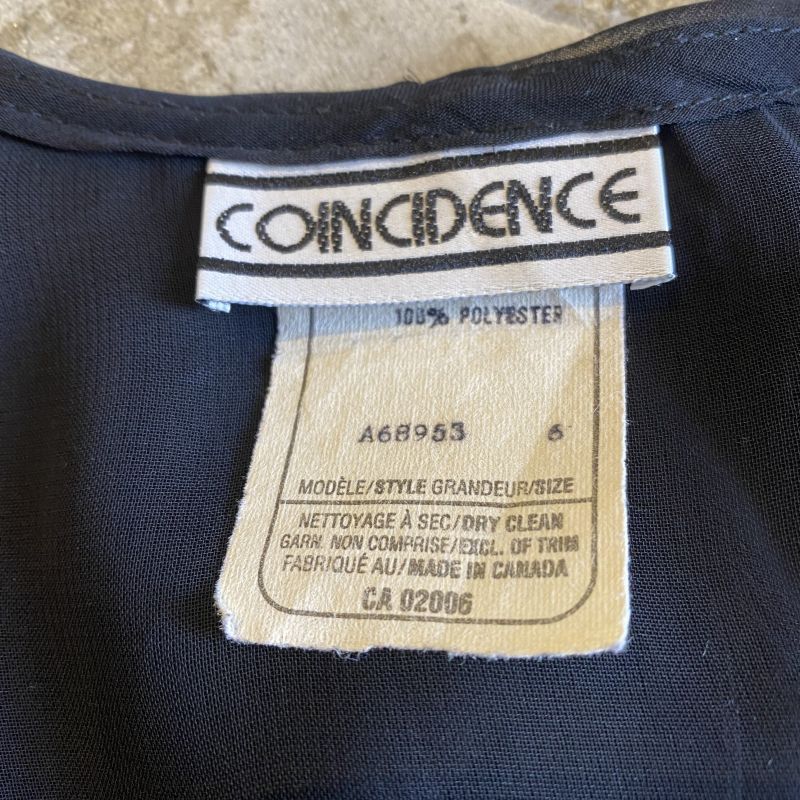 COINCIDENCE
100% POLYESTER
A68953 6
MODÈLE/STYLE GRANDEUR/SIZE
NETTOYAGE À SEC/DRY CLEAN
GARN. NON COMPRISE/EXCL. OF TRIM
FABRIQUÉ AU/MADE IN CANADA
CA 02006